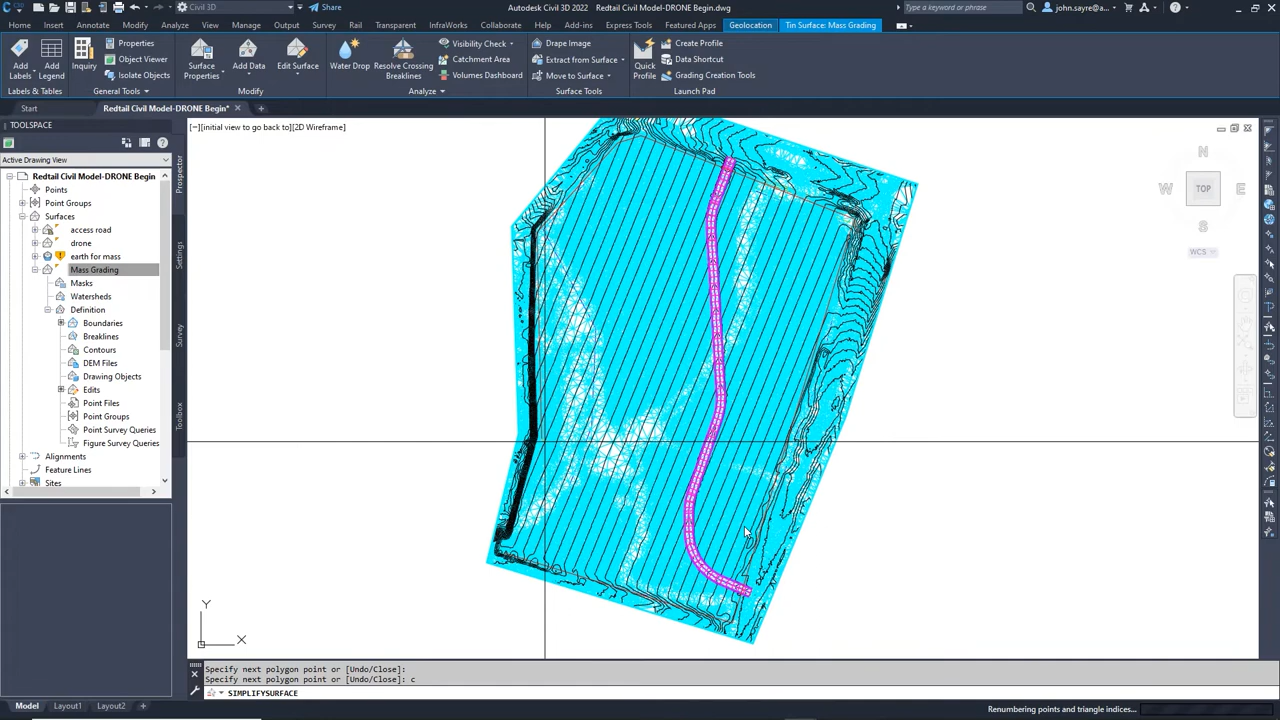 Civil 3D
Share
Autodesk Civil 3D 2022
Redtail Civil Model-DRONE Begin.dwg
Type a keyword or phrase
john.sayre@a...
Home
Insert
Annotate
Modify
Analyze
View
Manage
Output
Survey
Rail
Transparent
InfraWorks
Collaborate
Help
Add-ins
Express Tools
Featured Apps
Geolocation
Tin Surface: Mass Grading
Add Labels
Add Legend
Inquiry
Properties
Object Viewer
Isolate Objects
Surface Properties
Add Data
Edit Surface
Water Drop
Resolve Crossing Breaklines
Visibility Check
Catchment Area
Volumes Dashboard
Drape Image
Extract from Surface
Move to Surface
Quick Profile
Create Profile
Data Shortcut
Grading Creation Tools
Labels & Tables
General Tools
Modify
Analyze
Surface Tools
Launch Pad
Start
Redtail Civil Model-DRONE Begin*
TOOLSPACE
[−][initial view to go back to][2D Wireframe]
Active Drawing View
Redtail Civil Model-DRONE Begin
Points
Point Groups
Surfaces
access road
drone
earth for mass
Mass Grading
Masks
Watersheds
Definition
Boundaries
Breaklines
Contours
DEM Files
Drawing Objects
Edits
Point Files
Point Groups
Point Survey Queries
Figure Survey Queries
Alignments
Feature Lines
Sites
Prospector
Settings
Survey
Toolbox
N
W
TOP
E
S
WCS
Y
X
Specify next polygon point or [Undo/Close]:
Specify next polygon point or [Undo/Close]: c
SIMPLIFYSURFACE
Model
Layout1
Layout2
Renumbering points and triangle indices...